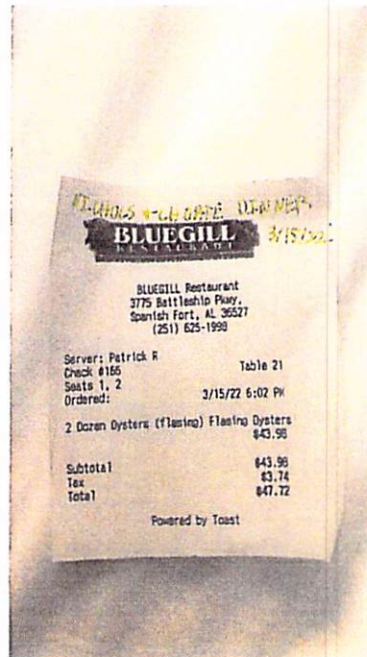 NICHOLS + DINNER
BLUEGILL 3/15/22
RESTAURANT
BLUEGILL Restaurant
3775 Battleship Pkwy,
Spanish Fort, AL 36527
(251) 625-1998
Server: Patrick R
Check #166 Table 21
Seats 1, 2
Ordered: 3/15/22 6:02 PM
2 Dozen Oysters (flaming) Flaming Oysters
$43.98
Subtotal $43.98
Tax $3.74
Total $47.72
Powered by Toast